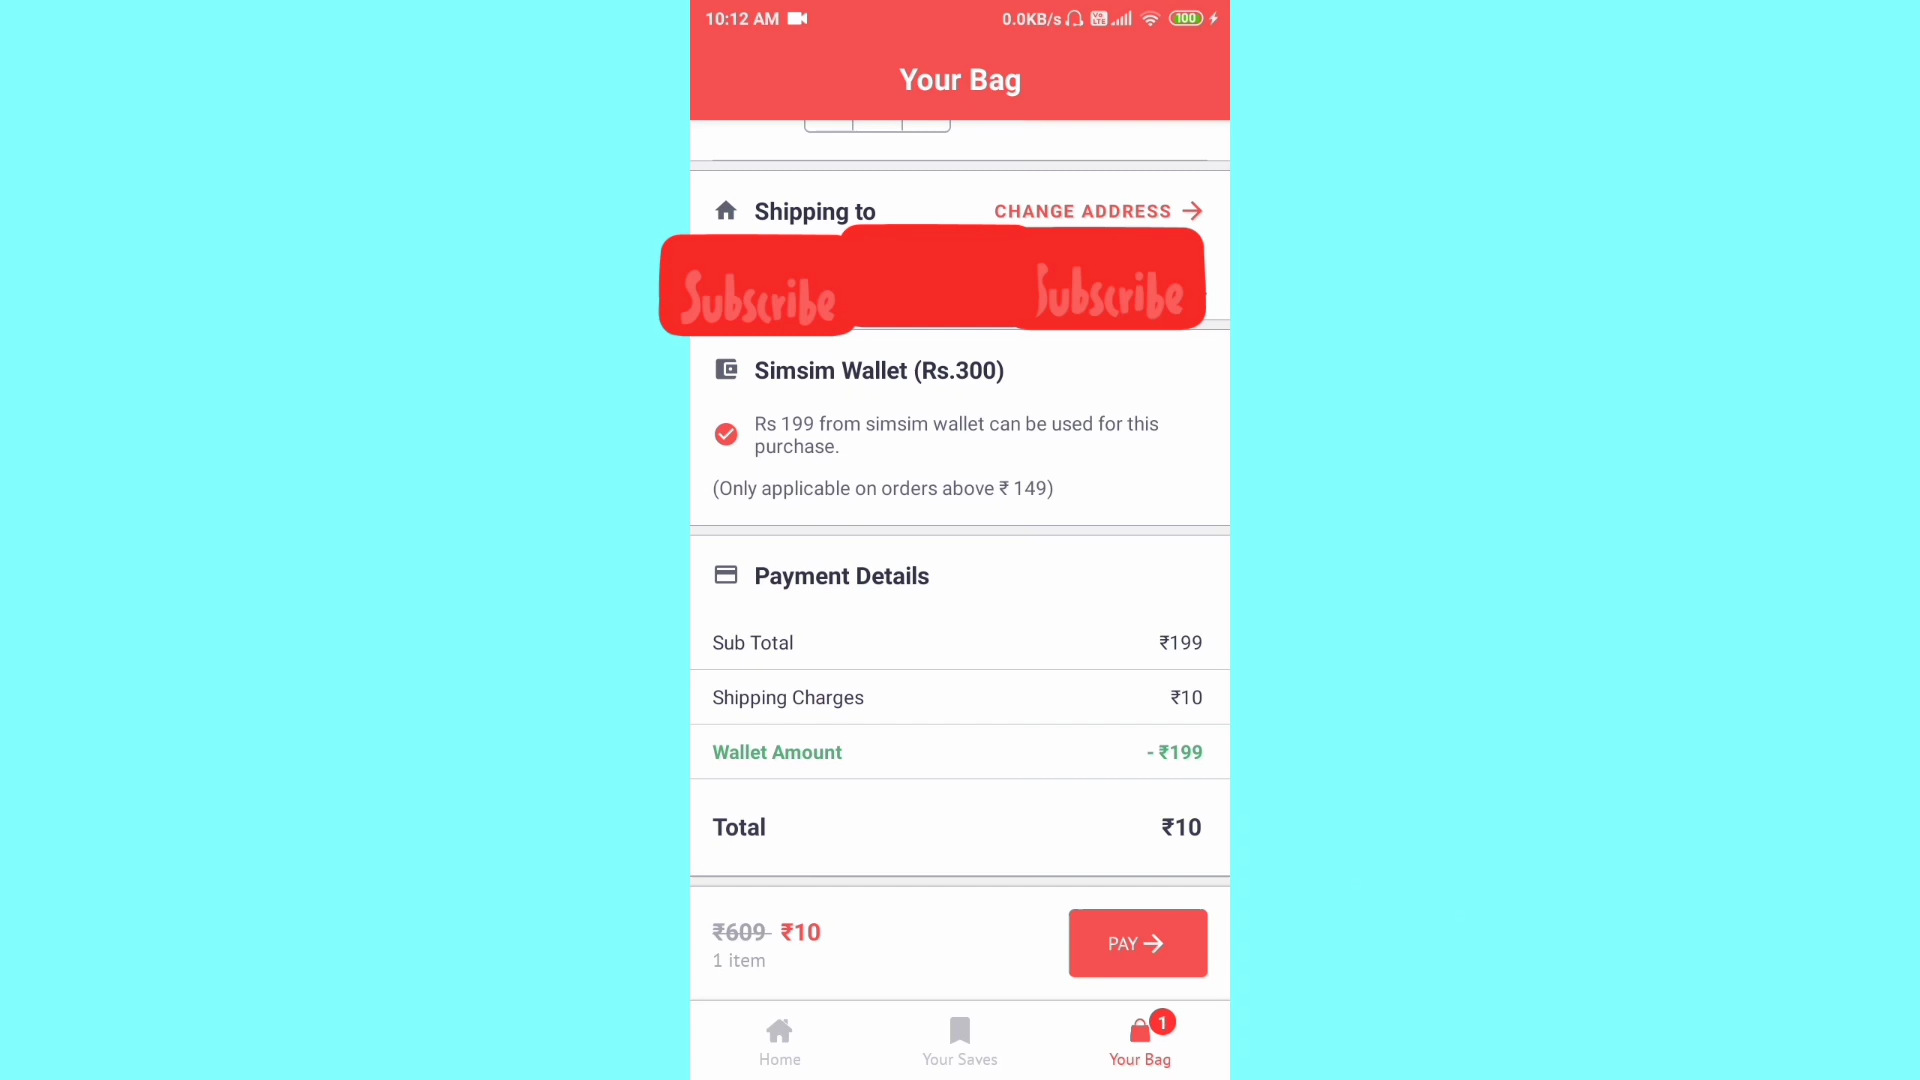 10:12 AM 0.0KB/s Vo LTE 100
Your Bag
Shipping to CHANGE ADDRESS
Subscribe Subscribe
Simsim Wallet (Rs.300)
Rs 199 from simsim wallet can be used for this
purchase.
(Only applicable on orders above ₹ 149)
Payment Details
Sub Total ₹199
Shipping Charges ₹10
Wallet Amount - ₹199
Total ₹10
₹609 ₹10
1 item
PAY
1
Home Your Saves Your Bag